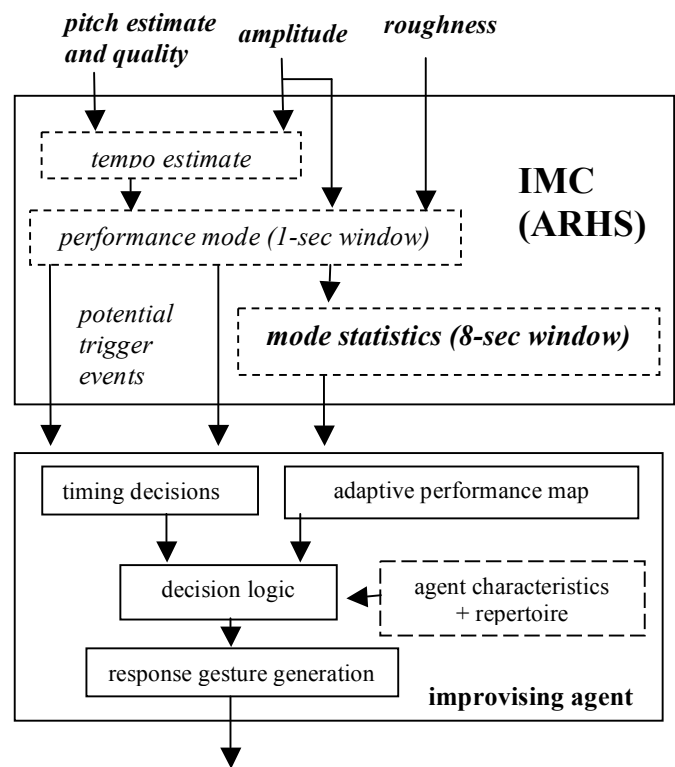 pitch estimate
and quality
amplitude
roughness
tempo estimate
IMC
(ARHS)
performance mode (1-sec window)
potential
trigger
events
mode statistics (8-sec window)
timing decisions
adaptive performance map
decision logic
agent characteristics
+ repertoire
response gesture generation
improvising agent